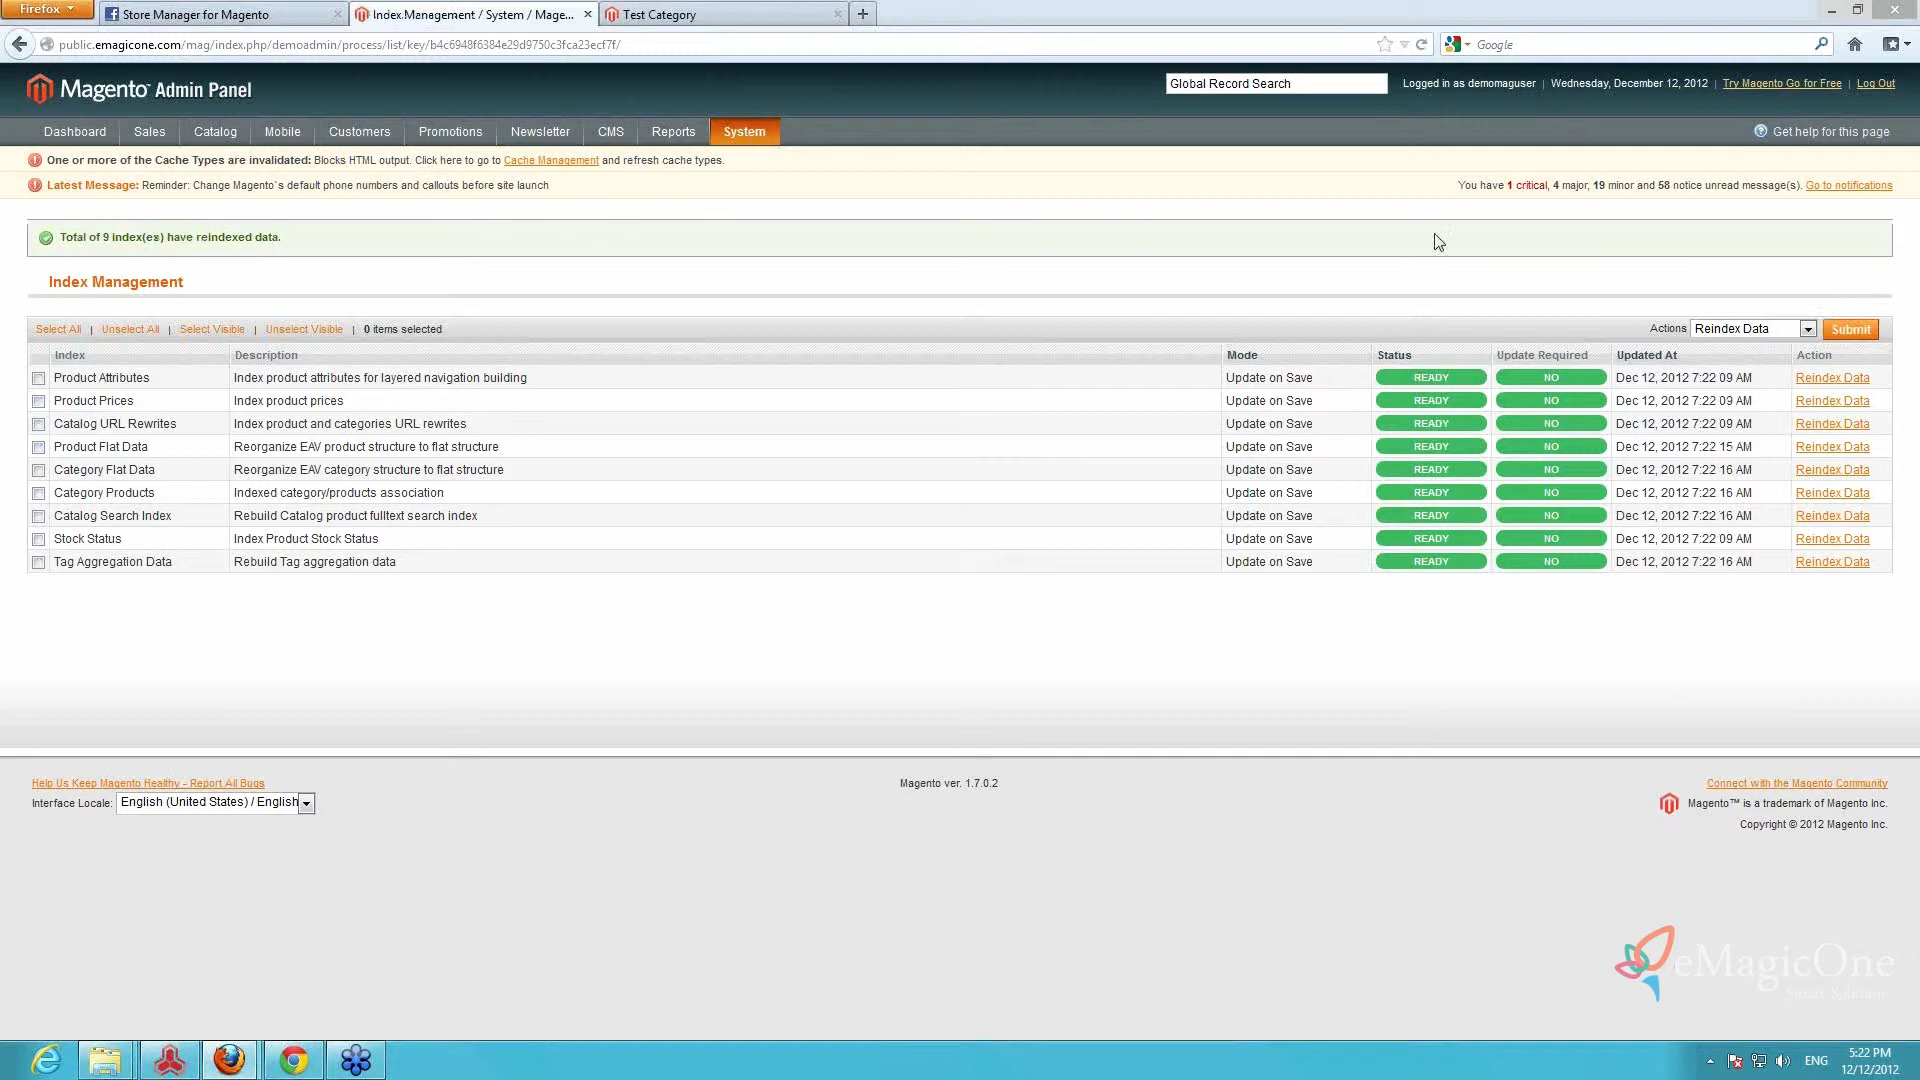 Firefox
Store Manager for Magento
Index Management / System / Mage...
Test Category
public.emagicone.com/mag/index.php/demoadmin/process/list/key/b4c6948f6384e29d9750c3fca23ecf7f/
Google
Magento Admin Panel
Global Record Search
Logged in as demomaguser | Wednesday, December 12, 2012 | Try Magento Go for Free | Log Out
Dashboard Sales Catalog Mobile Customers Promotions Newsletter CMS Reports System
Get help for this page
One or more of the Cache Types are invalidated: Blocks HTML output. Click here to go to Cache Management and refresh cache types.
Latest Message: Reminder: Change Magento`s default phone numbers and callouts before site launch
You have 1 critical, 4 major, 19 minor and 58 notice unread message(s). Go to notifications
Total of 9 index(es) have reindexed data.
Index Management
Select All | Unselect All | Select Visible | Unselect Visible | 0 items selected
Actions Reindex Data Submit
Index Description Mode Status Update Required Updated At Action
Product Attributes Index product attributes for layered navigation building Update on Save READY NO Dec 12, 2012 7:22:09 AM Reindex Data
Product Prices Index product prices Update on Save READY NO Dec 12, 2012 7:22:09 AM Reindex Data
Catalog URL Rewrites Index product and categories URL rewrites Update on Save READY NO Dec 12, 2012 7:22:09 AM Reindex Data
Product Flat Data Reorganize EAV product structure to flat structure Update on Save READY NO Dec 12, 2012 7:22:15 AM Reindex Data
Category Flat Data Reorganize EAV category structure to flat structure Update on Save READY NO Dec 12, 2012 7:22:16 AM Reindex Data
Category Products Indexed category/products association Update on Save READY NO Dec 12, 2012 7:22:16 AM Reindex Data
Catalog Search Index Rebuild Catalog product fulltext search index Update on Save READY NO Dec 12, 2012 7:22:16 AM Reindex Data
Stock Status Index Product Stock Status Update on Save READY NO Dec 12, 2012 7:22:09 AM Reindex Data
Tag Aggregation Data Rebuild Tag aggregation data Update on Save READY NO Dec 12, 2012 7:22:16 AM Reindex Data
Help Us Keep Magento Healthy - Report All Bugs
Magento ver. 1.7.0.2
Connect with the Magento Community
Interface Locale: English (United States) / English
Magento™ is a trademark of Magento Inc.
Copyright © 2012 Magento Inc.
eMagicOne
ENG
5:22 PM
12/12/2012